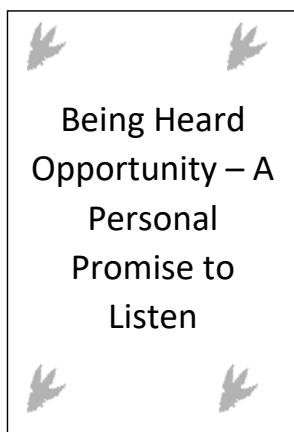 Being Heard
Opportunity – A
Personal
Promise to
Listen